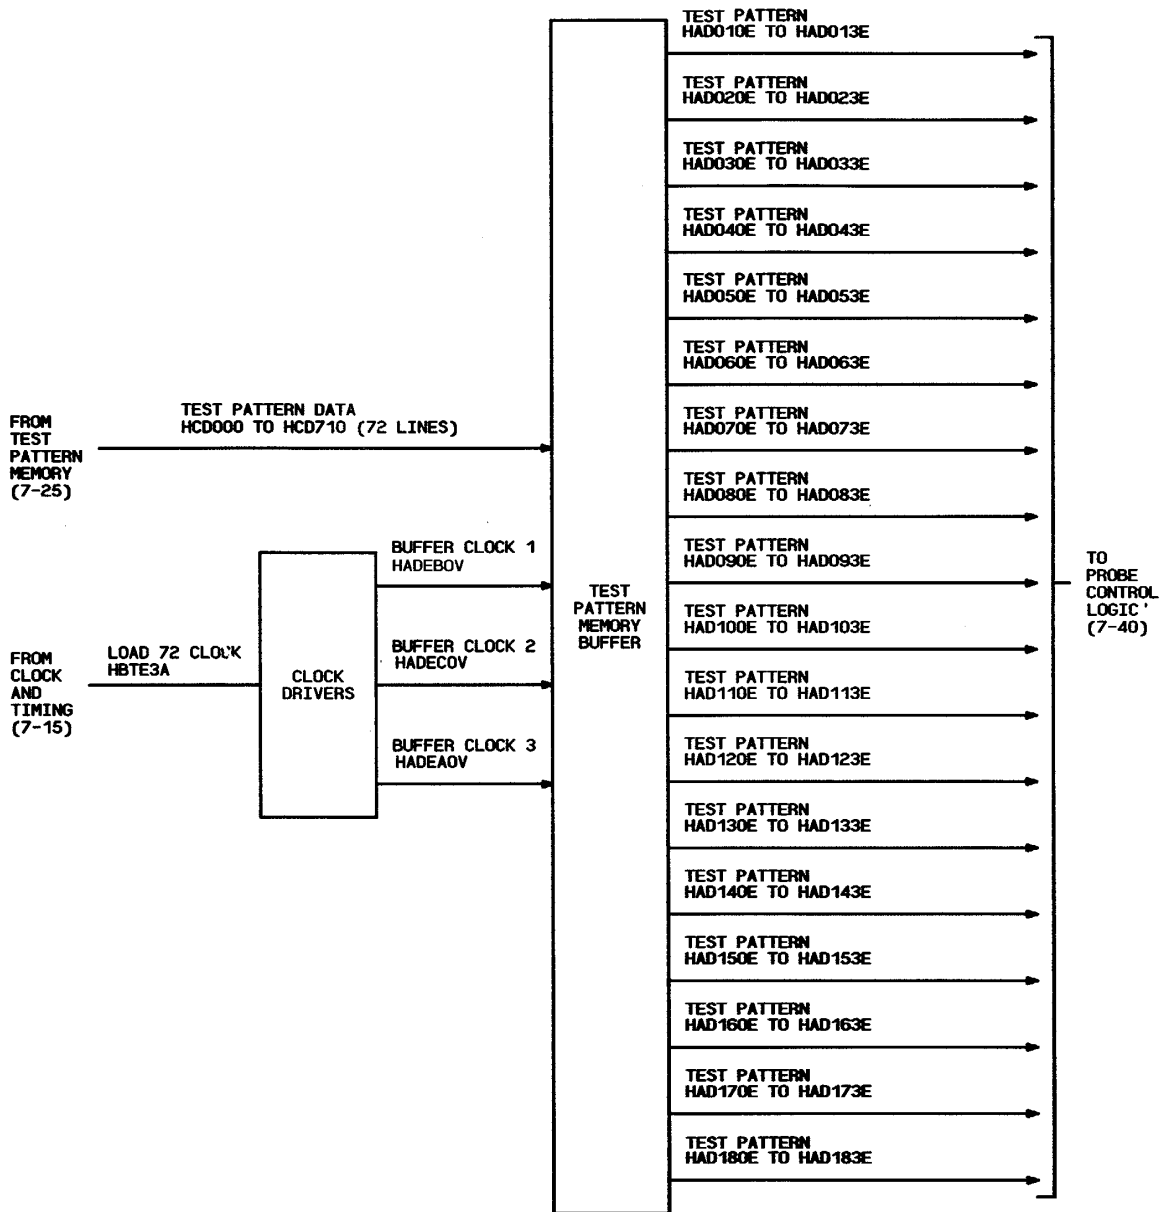 TEST PATTERN
HAD010E TO HAD013E
TEST PATTERN
HAD020E TO HAD023E
TEST PATTERN
HAD030E TO HAD033E
TEST PATTERN
HAD040E TO HAD043E
TEST PATTERN
HAD050E TO HAD053E
TEST PATTERN
HAD060E TO HAD063E
TEST PATTERN
HAD070E TO HAD073E
TEST PATTERN
HAD080E TO HAD083E
TEST PATTERN
HAD090E TO HAD093E
TEST PATTERN
HAD100E TO HAD103E
TEST PATTERN
HAD110E TO HAD113E
TEST PATTERN
HAD120E TO HAD123E
TEST PATTERN
HAD130E TO HAD133E
TEST PATTERN
HAD140E TO HAD143E
TEST PATTERN
HAD150E TO HAD153E
TEST PATTERN
HAD160E TO HAD163E
TEST PATTERN
HAD170E TO HAD173E
TEST PATTERN
HAD180E TO HAD183E
FROM
TEST
PATTERN
MEMORY
(7-25)
TEST PATTERN DATA
HCD000 TO HCD710 (72 LINES)
BUFFER CLOCK 1
HADEB0V
BUFFER CLOCK 2
HADEC0V
BUFFER CLOCK 3
HADEA0V
FROM
CLOCK
AND
TIMING
(7-15)
LOAD 72 CLOCK
HBTE3A
CLOCK
DRIVERS
TEST
PATTERN
MEMORY
BUFFER
TO
PROBE
CONTROL
LOGIC
(7-40)